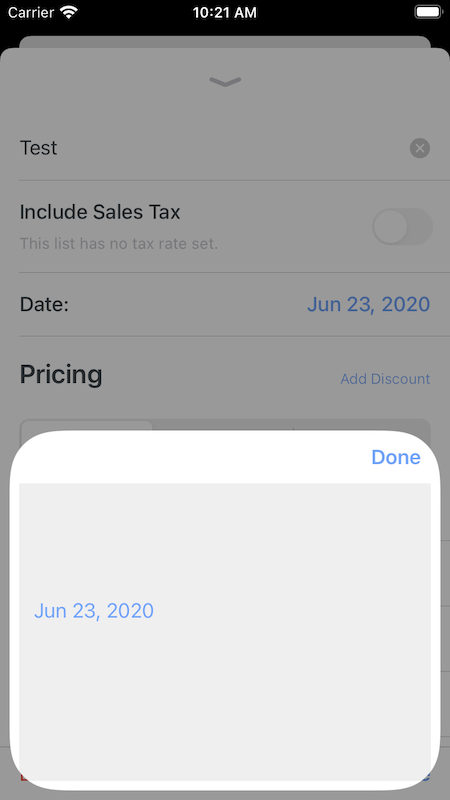 Carrier 10:21 AM
Test
Include Sales Tax
This list has no tax rate set.
Date: Jun 23, 2020
Pricing Add Discount
Done
Jun 23, 2020